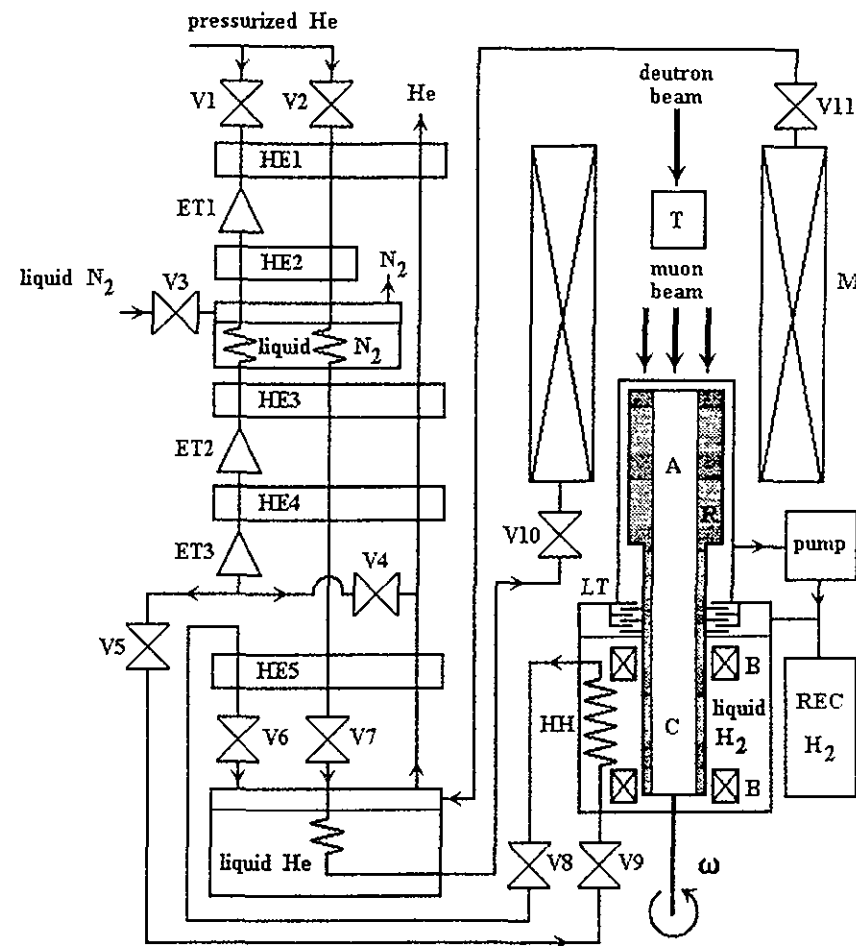 pressurized He
V1
V2
He
HE1
ET1
HE2
liquid N2
V3
N2
liquid N2
HE3
ET2
HE4
ET3
V4
V5
HE5
V6
V7
liquid He
V8
V9
V10
V11
deutron
beam
T
muon
beam
M
A
R
pump
LT
B
HH
C
liquid
H2
REC
H2
B
ω